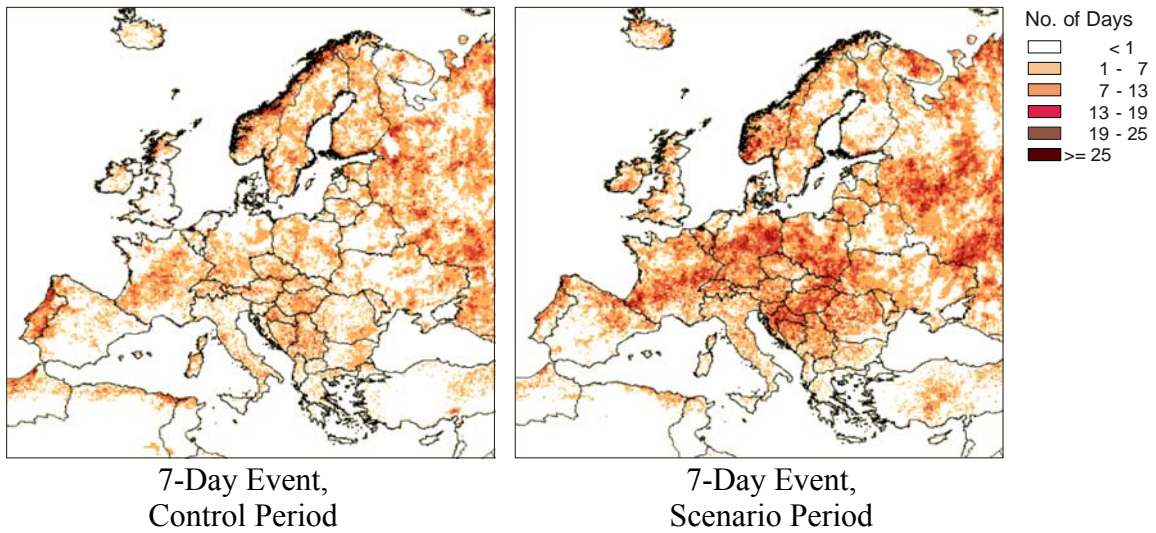 No. of Days
< 1
1 - 7
7 - 13
13 - 19
19 - 25
>= 25
7-Day Event,
Control Period
7-Day Event,
Scenario Period